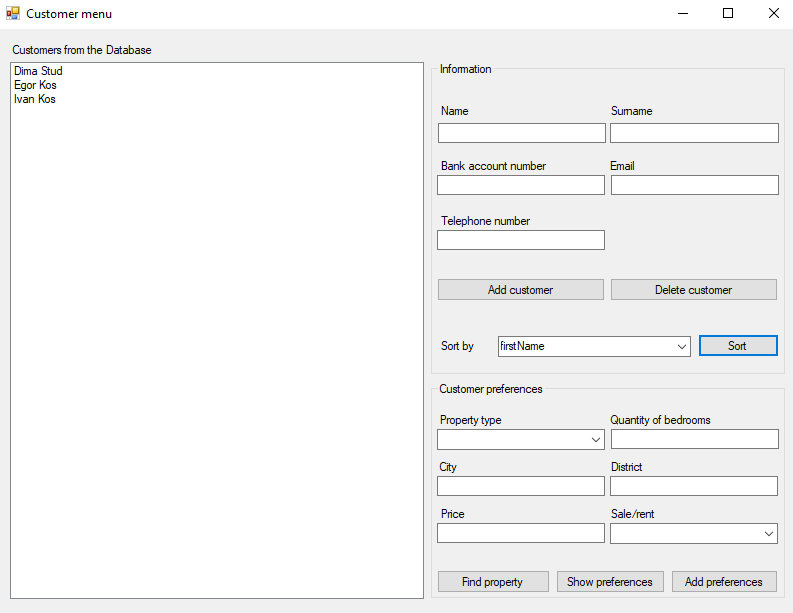 Customer menu
Customers from the Database
Dima Stud
Egor Kos
Ivan Kos
Information
Name Surname
Bank account number Email
Telephone number
Add customer Delete customer
Sort by firstName Sort
Customer preferences
Property type Quantity of bedrooms
City District
Price Sale/rent
Find property Show preferences Add preferences